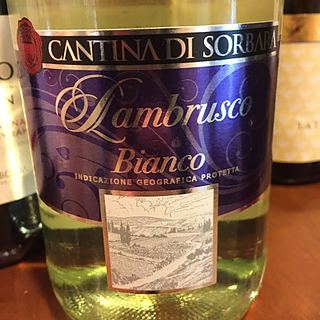 CANTINA DI SORBARA
Lambrusco
Bianco
INDICAZIONE GEOGRAFICA PROTETTA